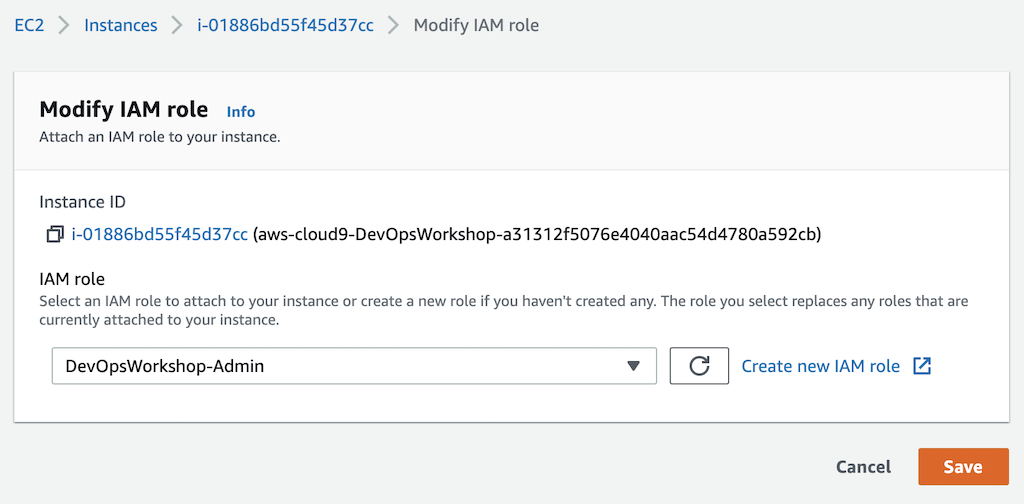 EC2 > Instances > i-01886bd55f45d37cc > Modify IAM role
Modify IAM role Info
Attach an IAM role to your instance.
Instance ID
i-01886bd55f45d37cc (aws-cloud9-DevOpsWorkshop-a31312f5076e4040aac54d4780a592cb)
IAM role
Select an IAM role to attach to your instance or create a new role if you haven't created any. The role you select replaces any roles that are
currently attached to your instance.
DevOpsWorkshop-Admin Create new IAM role
Cancel Save